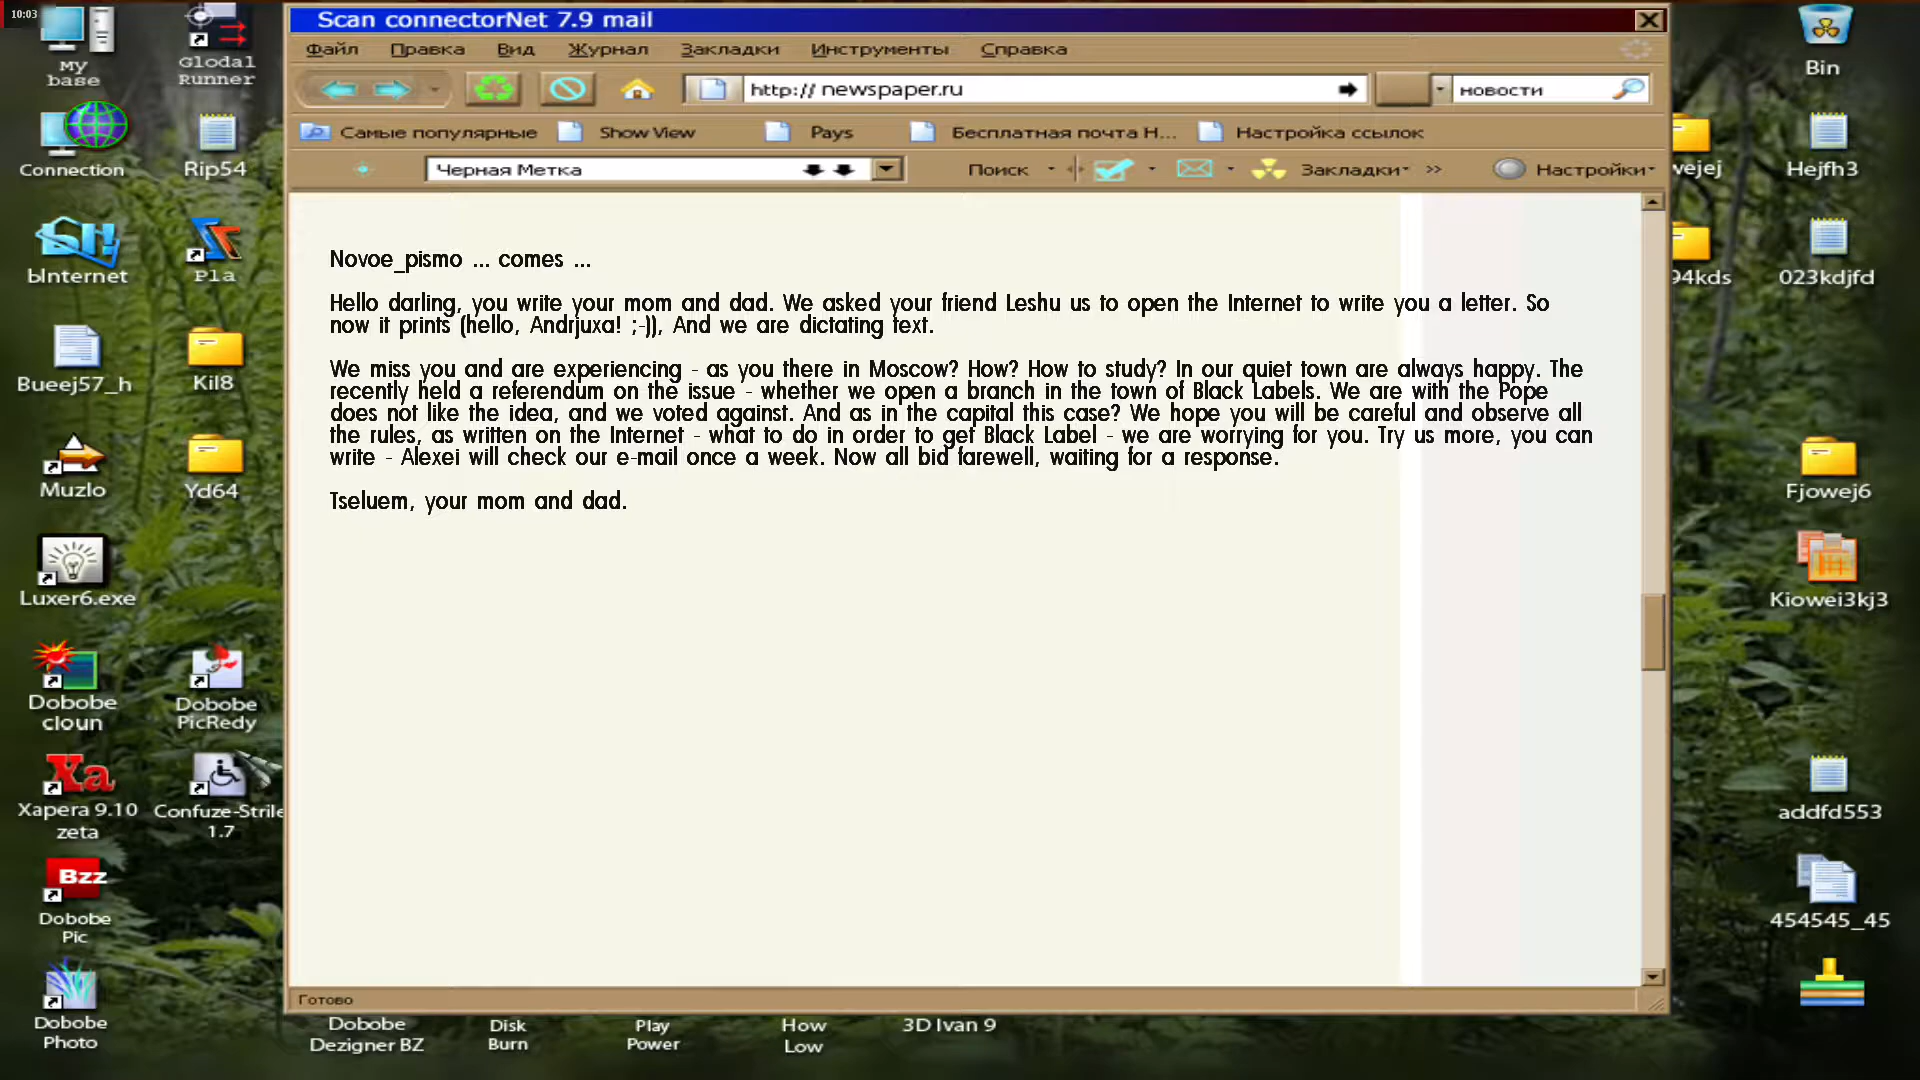 10:03
Scan connectorNet 7.9 mail
Файл Правка Вид Журнал Закладки Инструменты Справка
http:// newspaper.ru
новости
Самые популярные Show View Pays Бесплатная почта Н... Настройка ссылок
Черная Метка Поиск Закладки Настройки
Novoe_pismo ... comes ...
Hello darling, you write your mom and dad. We asked your friend Leshu us to open the Internet to write you a letter. So
now it prints (hello, Andrjuxa! ;-)), And we are dictating text.
We miss you and are experiencing - as you there in Moscow? How? How to study? In our quiet town are always happy. The
recently held a referendum on the issue - whether we open a branch in the town of Black Labels. We are with the Pope
does not like the idea, and we voted against. And as in the capital this case? We hope you will be careful and observe all
the rules, as written on the Internet - what to do in order to get Black Label - we are worrying for you. Try us more, you can
write - Alexei will check our e-mail once a week. Now all bid farewell, waiting for a response.
Tseluem, your mom and dad.
Готово
My
base
Glodal
Runner
Connection
Rip54
ЫН!
ЫInternet
Pla
Bueej57_h
Kil8
Muzlo
Yd64
Luxer6.exe
Dobobe
cloun
Dobobe
PicRedy
Xa
Xapera 9.10
zeta
Confuze-Strile
1.7
Bzz
Dobobe
Pic
Dobobe
Photo
Dobobe
Dezigner BZ
Disk
Burn
Play
Power
How
Low
3D Ivan 9
Bin
wejej
Hejfh3
94kds
023kdjfd
Fjowej6
Kiowei3kj3
addfd553
454545_45